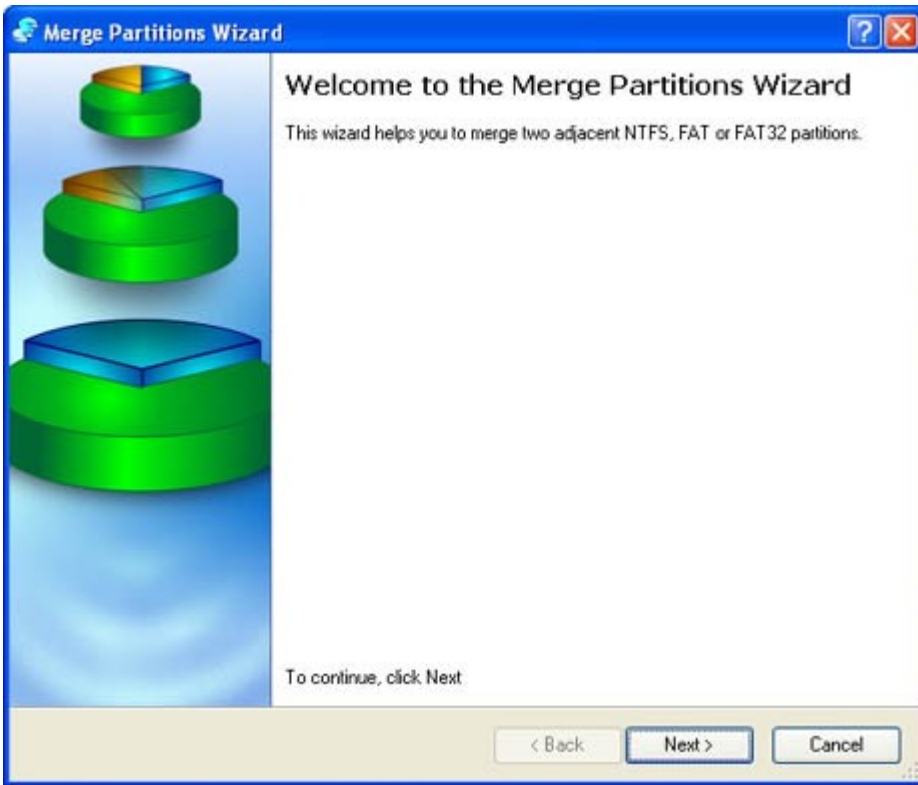 Merge Partitions Wizard
Welcome to the Merge Partitions Wizard
This wizard helps you to merge two adjacent NTFS, FAT or FAT32 partitions.
To continue, click Next
< Back Next > Cancel